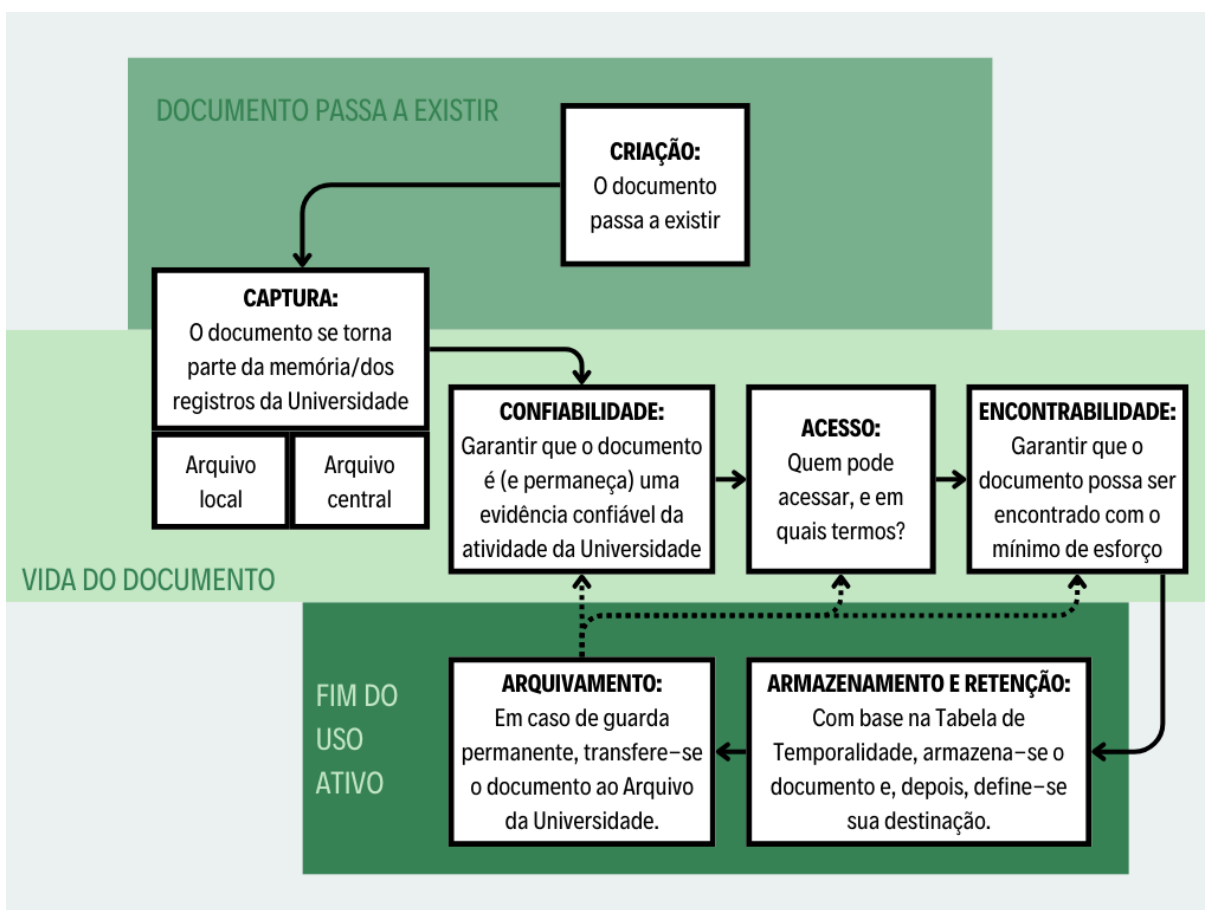 DOCUMENTO PASSA A EXISTIR
CRIAÇÃO:
O documento
passa a existir
CAPTURA:
O documento se torna
parte da memória/dos
registros da Universidade
Arquivo
local
Arquivo
central
VIDA DO DOCUMENTO
CONFIABILIDADE:
Garantir que o documento
é (e permaneça) uma
evidência confiável da
atividade da Universidade
ACESSO:
Quem pode
acessar, e em
quais termos?
ENCONTRABILIDADE:
Garantir que o
documento possa ser
encontrado com o
mínimo de esforço
FIM DO
USO
ATIVO
ARMAZENAMENTO E RETENÇÃO:
Com base na Tabela de
Temporalidade, armazena-se o
documento e, depois, define-se
sua destinação.
ARQUIVAMENTO:
Em caso de guarda
permanente, transfere-se
o documento ao Arquivo
da Universidade.